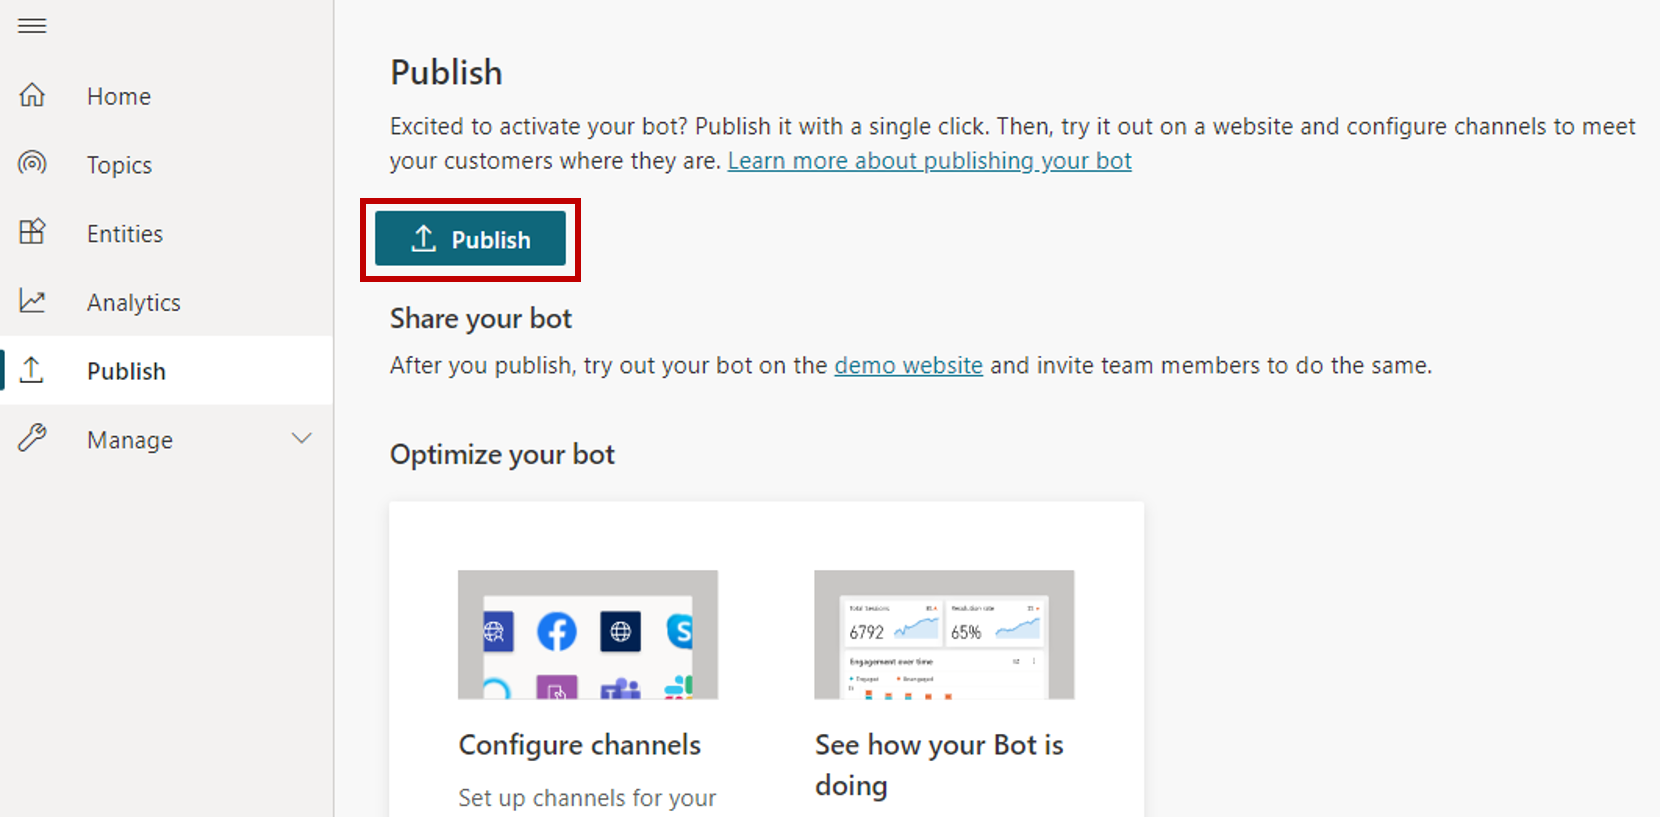 Home
Topics
Entities
Analytics
Publish
Manage
Publish
Excited to activate your bot? Publish it with a single click. Then, try it out on a website and configure channels to meet
your customers where they are. Learn more about publishing your bot
Publish
Share your bot
After you publish, try out your bot on the demo website and invite team members to do the same.
Optimize your bot
Total Sessions
Resolution rate
6792
65%
Engagement over time
Engaged
Configure channels
See how your Bot is
doing
Set up channels for your